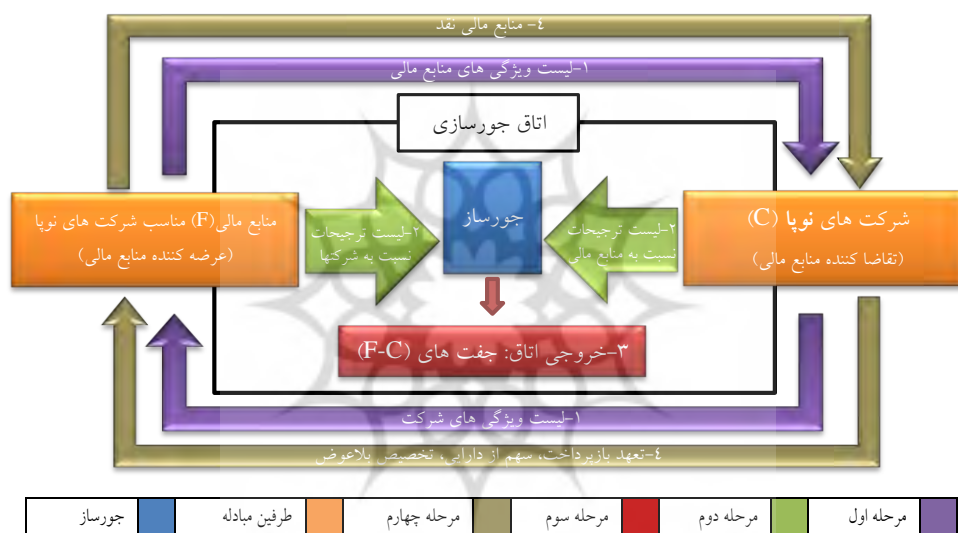 ٤- منابع مالی نقد
۱-لیست ویژگی های منابع مالی
اتاق جورسازی
شرکت های نوپا (C)
(تقاضا کننده منابع مالی)
۲-لیست ترجیحات
نسبت به منابع مالی
جورساز
۲-لیست ترجیحات
نسبت به شرکتها
منابع مالی(F) مناسب شرکت های نوپا
(عرضه کننده منابع مالی)
۳-خروجی اتاق: جفت های (F-C)
۱-لیست ویژگی های شرکت
٤-تعهد بازپرداخت، سهم از دارایی، تخصیص بلاعوض
مرحله اول
مرحله دوم
مرحله سوم
مرحله چهارم
طرفین مبادله
جورساز